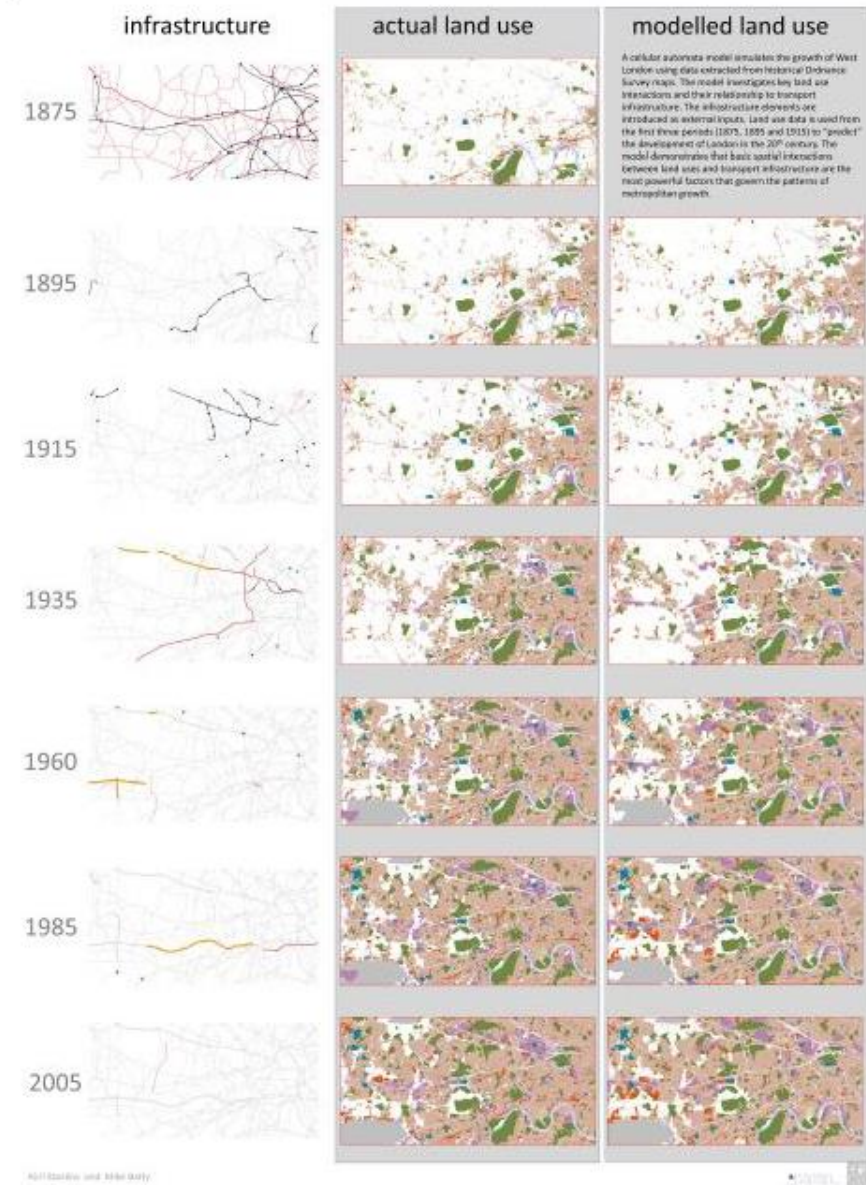 infrastructure
actual land use
modelled land use
A cellular automata model simulates the growth of West
London using data extracted from historical Ordnance
Survey maps. The model investigates key land use
interactions and their relationship to transport
infrastructure. The infrastructure elements are
introduced as external inputs. Land use data is used from
the first three periods (1875, 1895 and 1915) to "predict"
the development of London in the 20th century. The
model demonstrates that basic spatial interactions
between land uses and transport infrastructure are the
most powerful factors that govern the patterns of
metropolitan growth.
1875
1895
1915
1935
1960
1985
2005
and Mike Batty